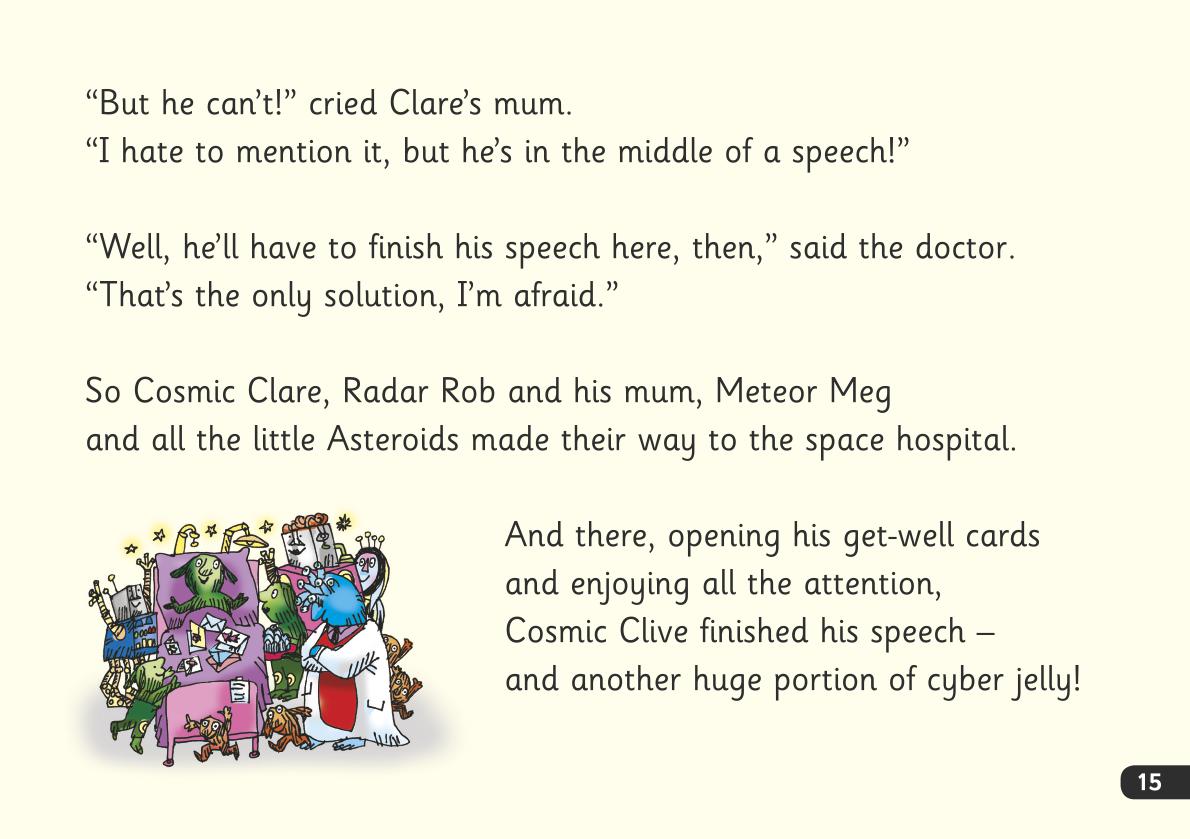 “But he can’t!” cried Clare’s mum.
“I hate to mention it, but he’s in the middle of a speech!”
“Well, he’ll have to finish his speech here, then,” said the doctor.
“That’s the only solution, I’m afraid.”
So Cosmic Clare, Radar Rob and his mum, Meteor Meg
and all the little Asteroids made their way to the space hospital.
And there, opening his get-well cards
and enjoying all the attention,
Cosmic Clive finished his speech –
and another huge portion of cyber jelly!
15